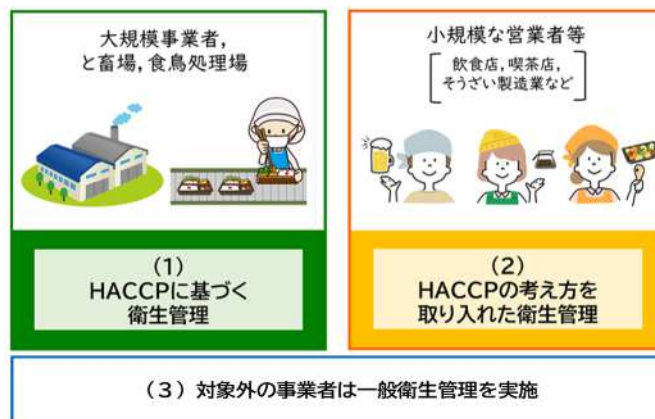 大規模事業者,
と畜場,食鳥処理場
(1)
HACCPに基づく
衛生管理
小規模な営業者等
飲食店,喫茶店,
そうざい製造業など
(2)
HACCPの考え方を
取り入れた衛生管理
(3)対象外の事業者は一般衛生管理を実施